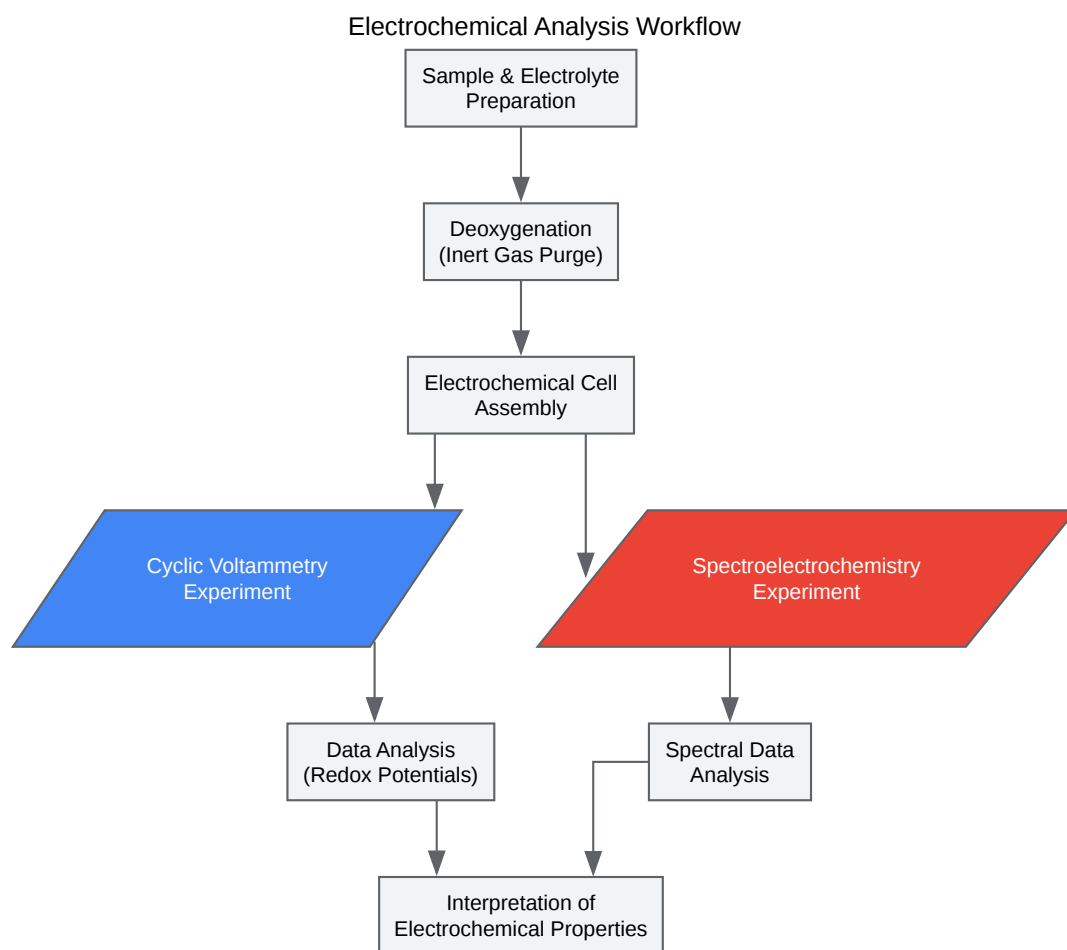 Electrochemical Analysis Workflow
Sample & Electrolyte
Preparation
Deoxygenation
(Inert Gas Purge)
Electrochemical Cell
Assembly
Cyclic Voltammetry
Experiment
Spectroelectrochemistry
Experiment
Data Analysis
(Redox Potentials)
Spectral Data
Analysis
Interpretation of
Electrochemical Properties